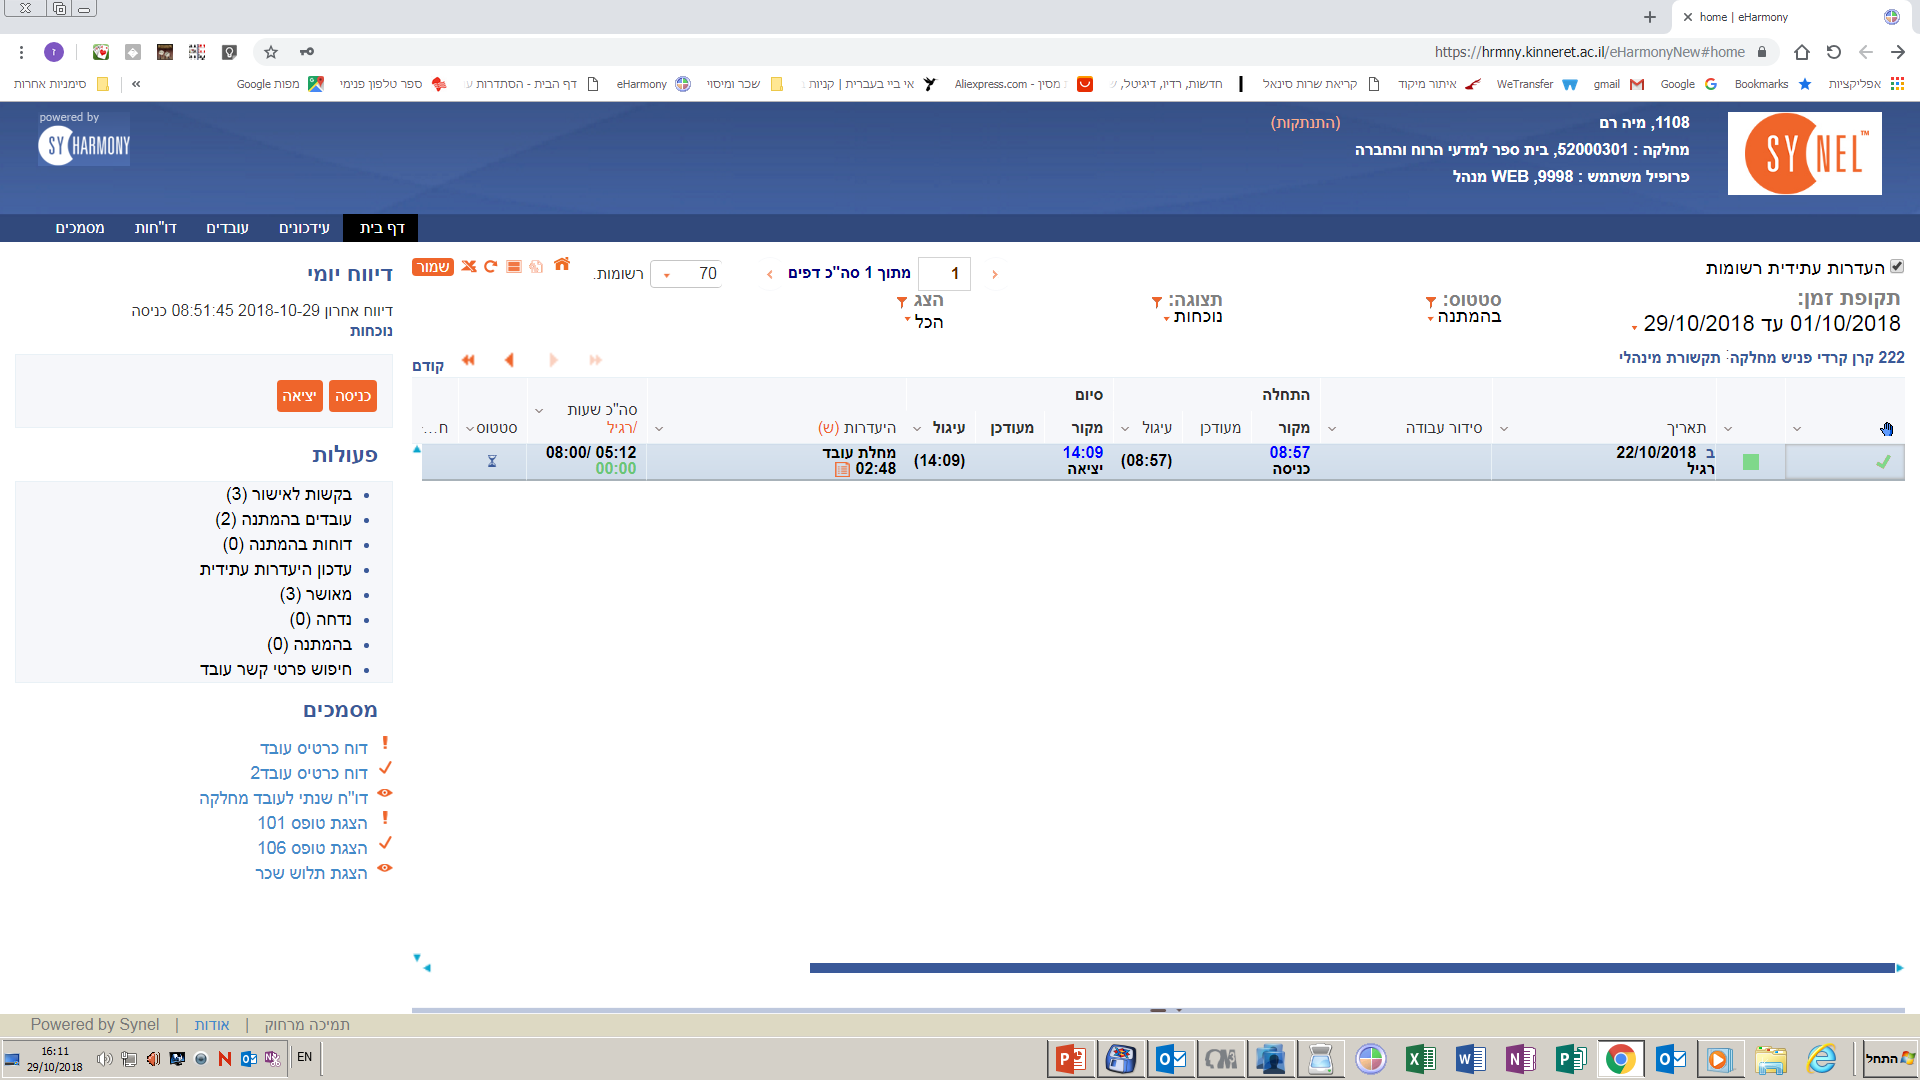 home | eHarmony
https://hrmny.kinneret.ac.il/eHarmonyNew#home
אפליקציות
Bookmarks
Google
gmail
WeTransfer
איתור מיקוד
קריאת שרות סינאל
חדשות, רדיו, דיגיטל,
מסין - Aliexpress.com
אי ביי בעברית | קניות
שכר ומיסוי
eHarmony
דף הבית - הסתדרות
ספר טלפון פנימי
מפות Google
»
סימניות אחרות
SYNEL™
1108, מיה רם
(התנתקות)
מחלקה : 52000301, בית ספר למדעי הרוח והחברה
פרופיל משתמש : 9998, WEB מנהל
powered by
SY HARMONY
דף בית
עידכונים
עובדים
דו"חות
מסמכים
העדרות עתידית רשומות
מתוך 1 סה"כ דפים
1
70
רשומות.
שמור
תקופת זמן:
01/10/2018 עד 29/10/2018
סטטוס:
בהמתנה
תצוגה:
נוכחות
הצג
הכל
222 קרן קרדי פניש מחלקה: תקשורת מינהלי
קודם
תאריך
סידור עבודה
התחלה
מקור
מעודכן
עיגול
סיום
מקור
מעודכן
עיגול
היעדרות (ש)
סה"כ שעות
/רגיל
סטטוס
ח...
ב 22/10/2018
רגיל
08:57
כניסה
(08:57)
14:09
יציאה
(14:09)
מחלת עובד
02:48
08:00/ 05:12
00:00
דיווח יומי
דיווח אחרון 2018-10-29 08:51:45 כניסה
נוכחות
כניסה
יציאה
פעולות
בקשות לאישור (3)
עובדים בהמתנה (2)
דוחות בהמתנה (0)
עדכון היעדרות עתידית
מאושר (3)
נדחה (0)
בהמתנה (0)
חיפוש פרטי קשר עובד
מסמכים
דוח כרטיס עובד
דוח כרטיס עובד2
דו"ח שנתי לעובד מחלקה
הצגת טופס 101
הצגת טופס 106
הצגת תלוש שכר
תמיכה מרחוק | אודות | Powered by Synel
התחל
EN
16:11
29/10/2018